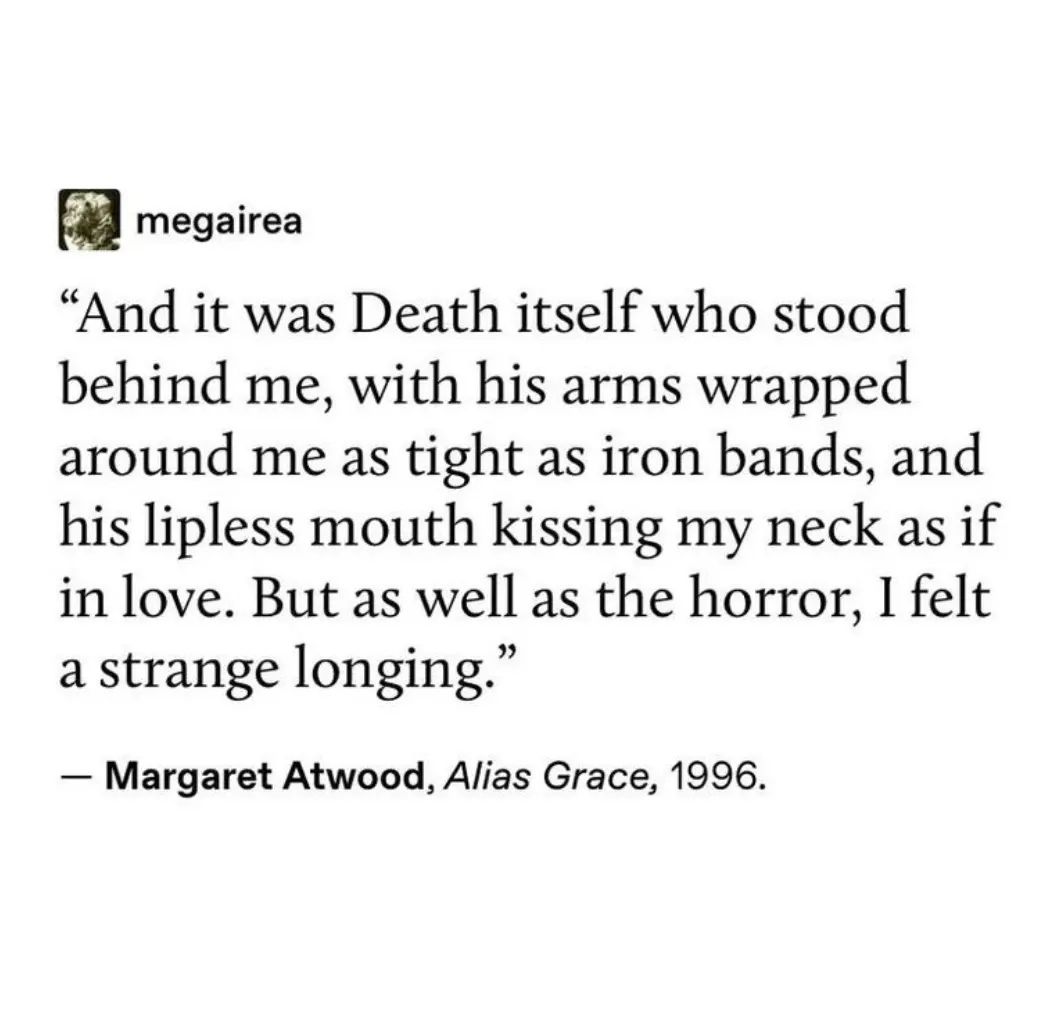 megairea
“And it was Death itself who stood
behind me, with his arms wrapped
around me as tight as iron bands, and
his lipless mouth kissing my neck as if
in love. But as well as the horror, I felt
a strange longing.”
— Margaret Atwood, Alias Grace, 1996.